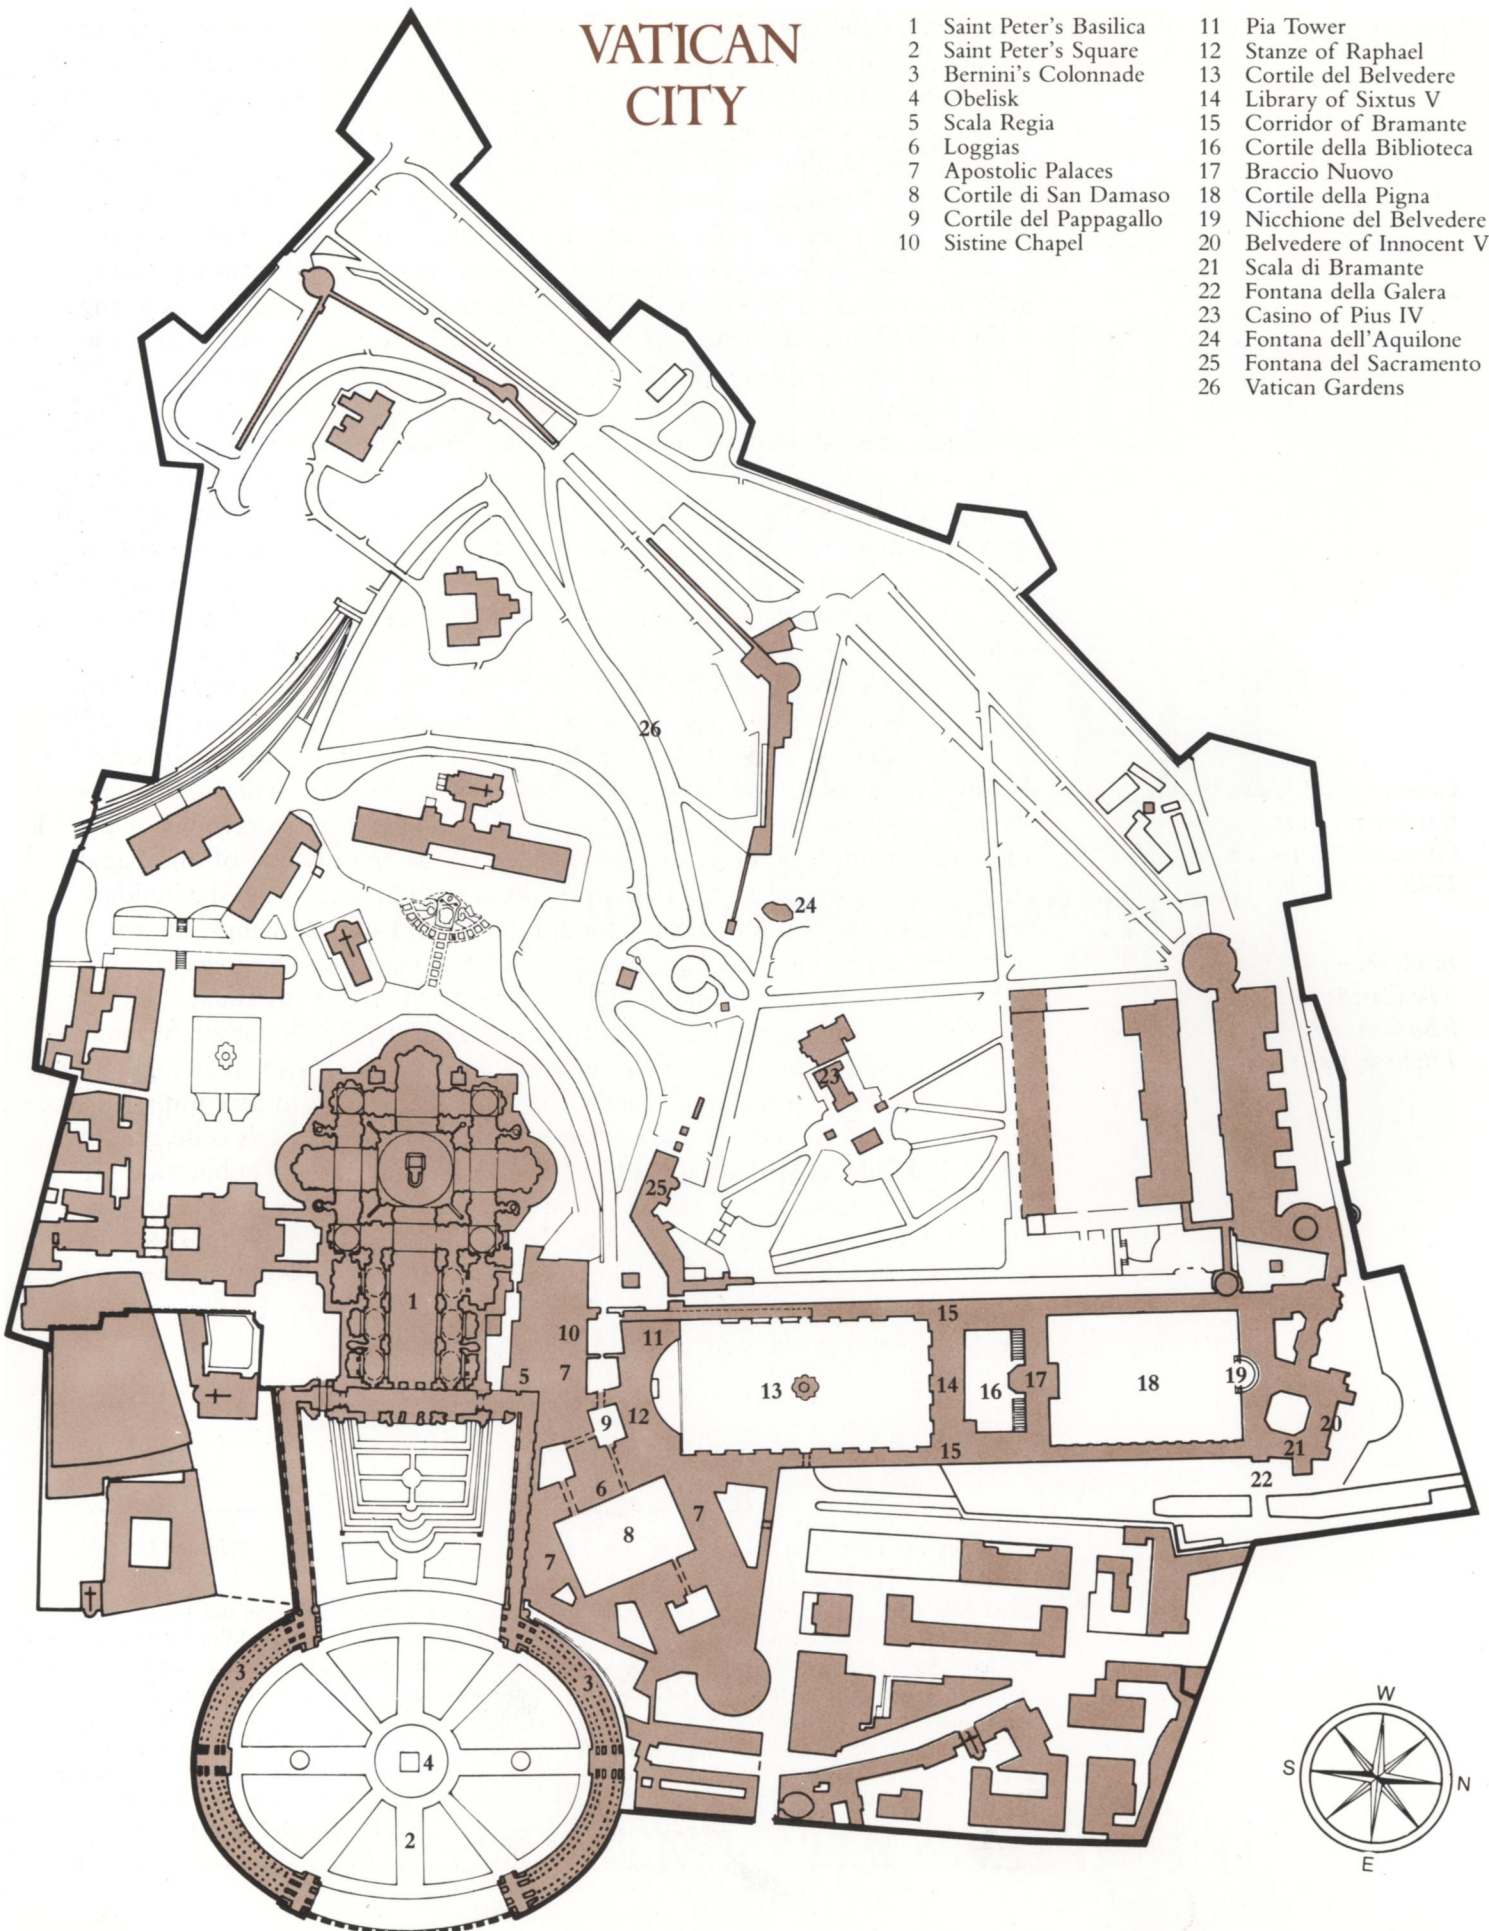 VATICAN
CITY
1 Saint Peter's Basilica
2 Saint Peter's Square
3 Bernini's Colonnade
4 Obelisk
5 Scala Regia
6 Loggias
7 Apostolic Palaces
8 Cortile di San Damaso
9 Cortile del Pappagallo
10 Sistine Chapel
11 Pia Tower
12 Stanze of Raphael
13 Cortile del Belvedere
14 Library of Sixtus V
15 Corridor of Bramante
16 Cortile della Biblioteca
17 Braccio Nuovo
18 Cortile della Pigna
19 Nicchione del Belvedere
20 Belvedere of Innocent V
21 Scala di Bramante
22 Fontana della Galera
23 Casino of Pius IV
24 Fontana dell'Aquilone
25 Fontana del Sacramento
26 Vatican Gardens
26
24
23
25
1
10
11
15
7
5
13
14
16
17
18
19
9
12
20
21
15
22
6
7
8
7
3
3
4
2
W
S
N
E